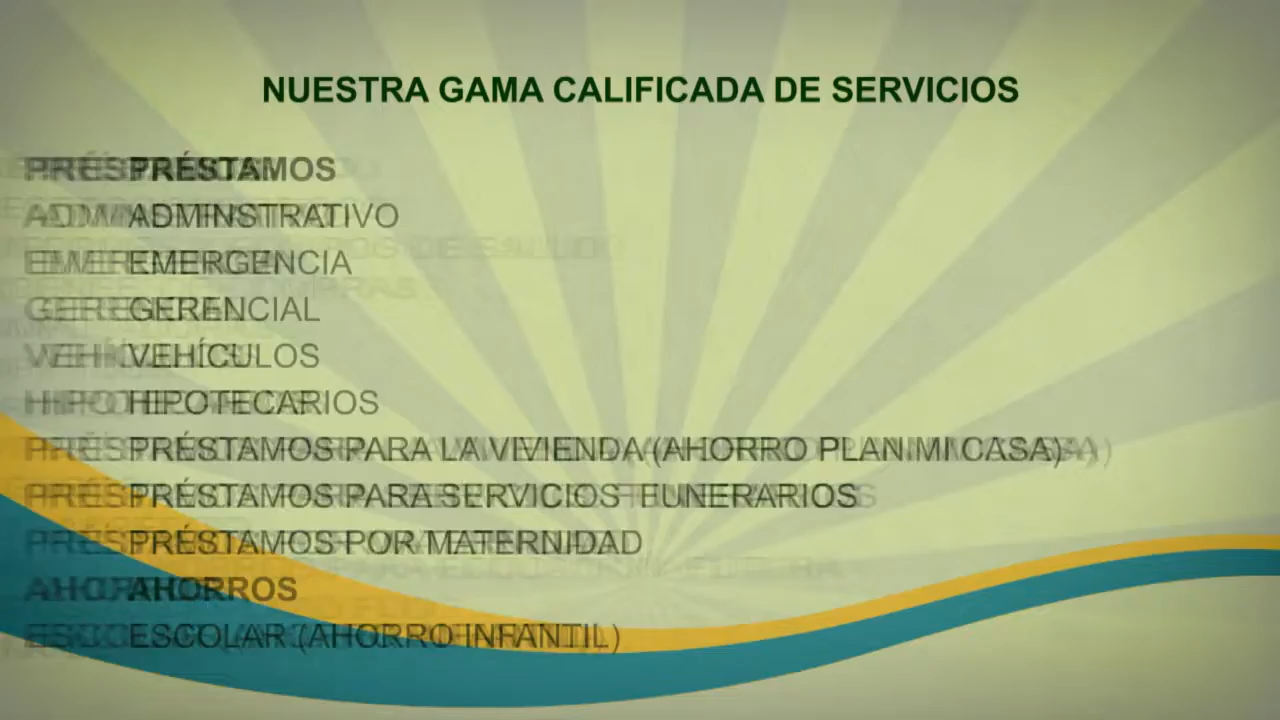 NUESTRA GAMA CALIFICADA DE SERVICIOS
PRÉSTAMOS
ADMINSTRATIVO
EMERGENCIA
GERENCIAL
VEHÍCULOS
HIPOTECARIOS
PRÉSTAMOS PARA LA VIVIENDA (AHORRO PLAN MI CASA)
PRÉSTAMOS PARA SERVICIOS FUNERARIOS
PRÉSTAMOS POR MATERNIDAD
AHORROS
ESCOLAR (AHORRO INFANTIL)